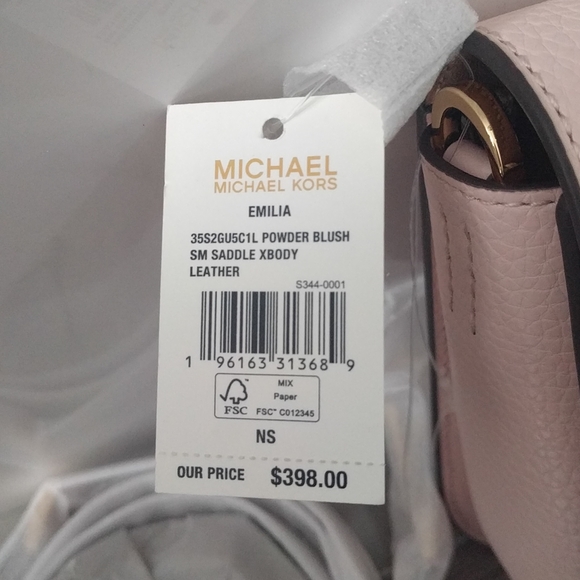 MICHAEL
MICHAEL KORS
EMILIA
35S2GU5C1L POWDER BLUSH
SM SADDLE XBODY
LEATHER
S344-0001
1 96163 31368 9
FSC
MIX
Paper
FSC™ C012345
NS
OUR PRICE $398.00